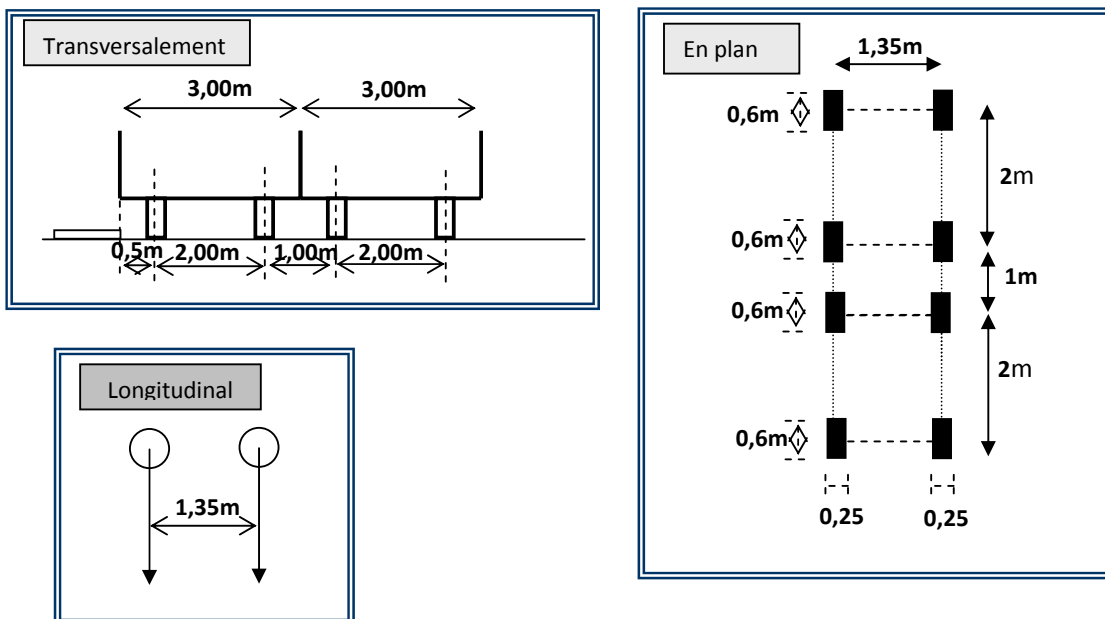 Transversalement
3,00m 3,00m
0,5m 2,00m 1,00m 2,00m
Longitudinal
1,35m
En plan
1,35m
0,6m
2m
0,6m
1m
0,6m
2m
0,6m
0,25 0,25